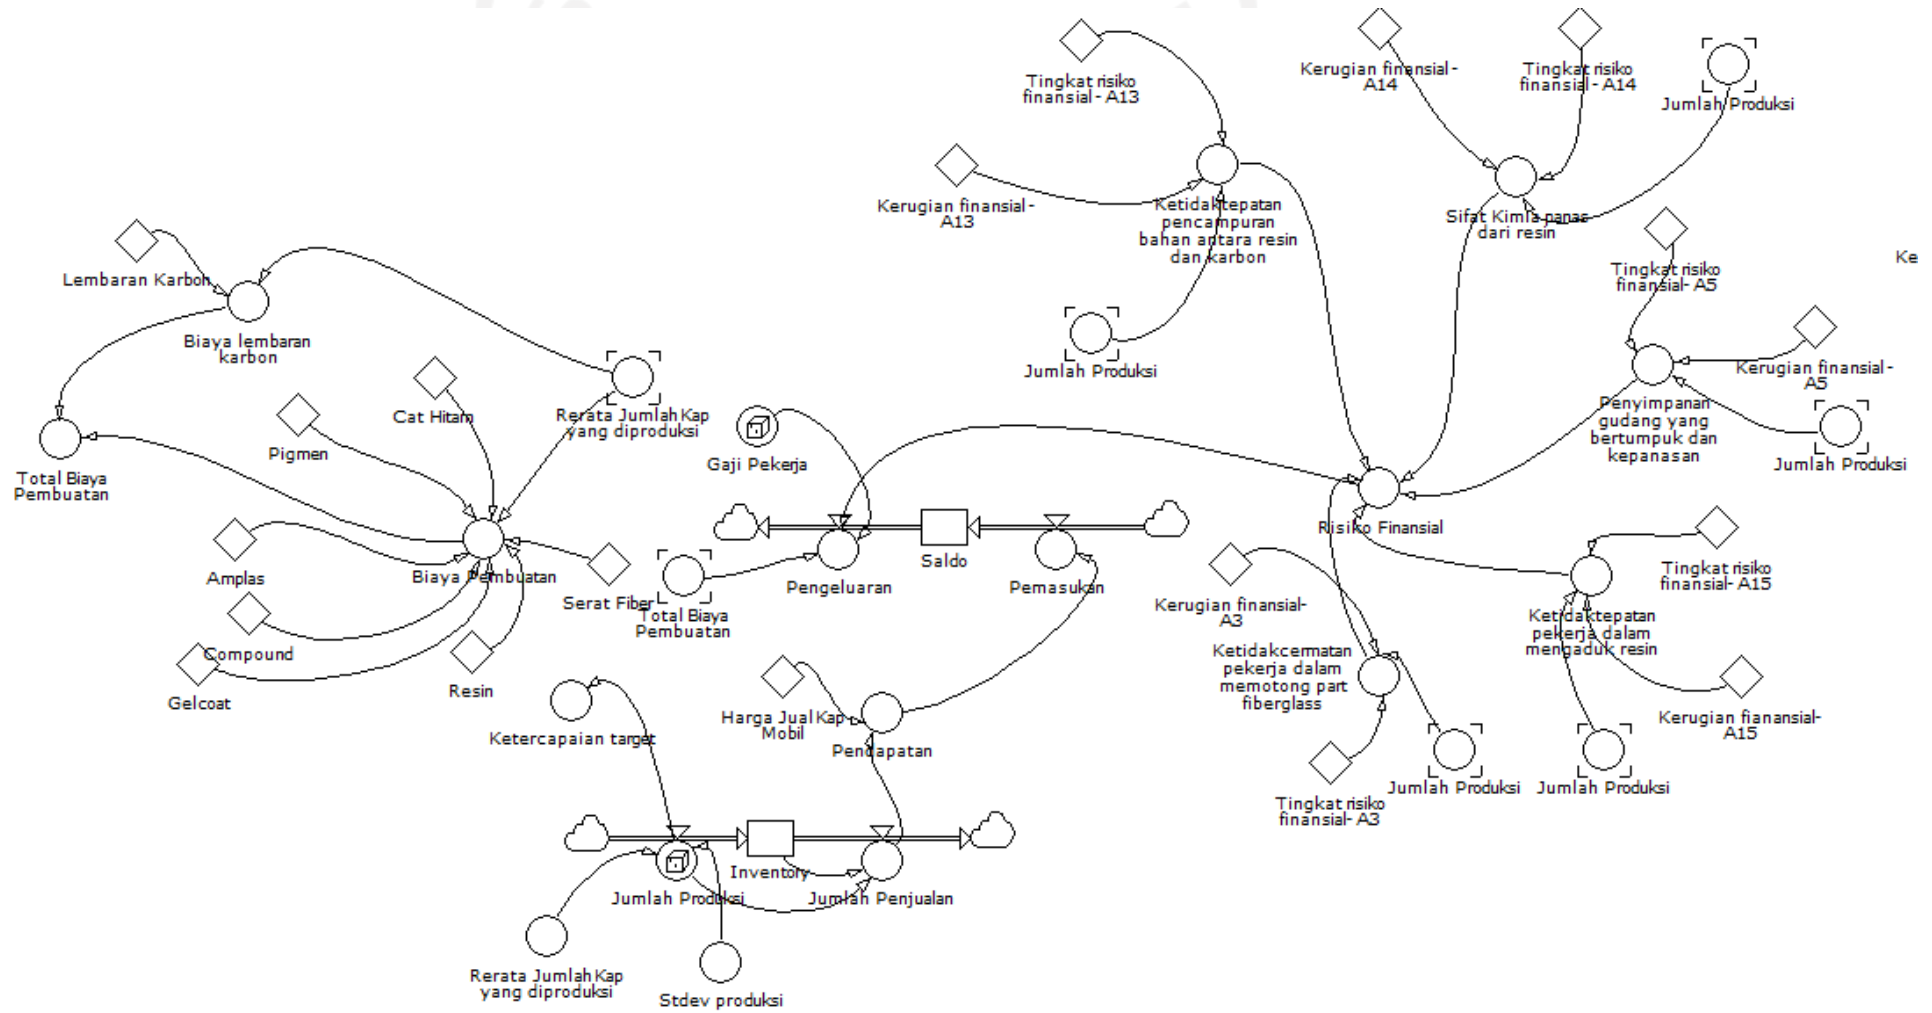 Tingkat risiko
finansial- A13
Kerugian finansial-
A14
Tingkat risiko
finansial- A14
Jumlah Produksi
Kerugian finansial-
A13
Ketidaktepatan
pencampuran
bahan antara resin
dan karbon
Sifat Kimia panas
dari resin
Tingkat risiko
finansial- A5
Ke
Lembaran Karbon
Biaya lembaran
karbon
Jumlah Produksi
Kerugian finansial-
A5
Cat Hitam
Rerata Jumlah Kap
yang diproduksi
Penyimpanan
gudang yang
bertumpuk dan
kepanasan
Pigmen
Gaji Pekerja
Jumlah Produksi
Total Biaya
Pembuatan
Risiko Finansial
Amplas
Biaya Pembuatan
Serat Fiber
Pengeluaran
Saldo
Pemasukan
Tingkat risiko
finansial- A15
Total Biaya
Pembuatan
Kerugian finansial-
A3
Ketidaktepatan
pekerja dalam
mengaduk resin
Compound
Gelcoat
Resin
Ketidakcermatan
pekerja dalam
memotong part
fiberglass
Ketercapaian target
Harga Jual Kap
Mobil
Pendapatan
Kerugian fianansial-
A15
Tingkat risiko
finansial- A3
Jumlah Produksi
Jumlah Produksi
Inventory
Jumlah Produksi
Jumlah Penjualan
Rerata Jumlah Kap
yang diproduksi
Stdev produksi